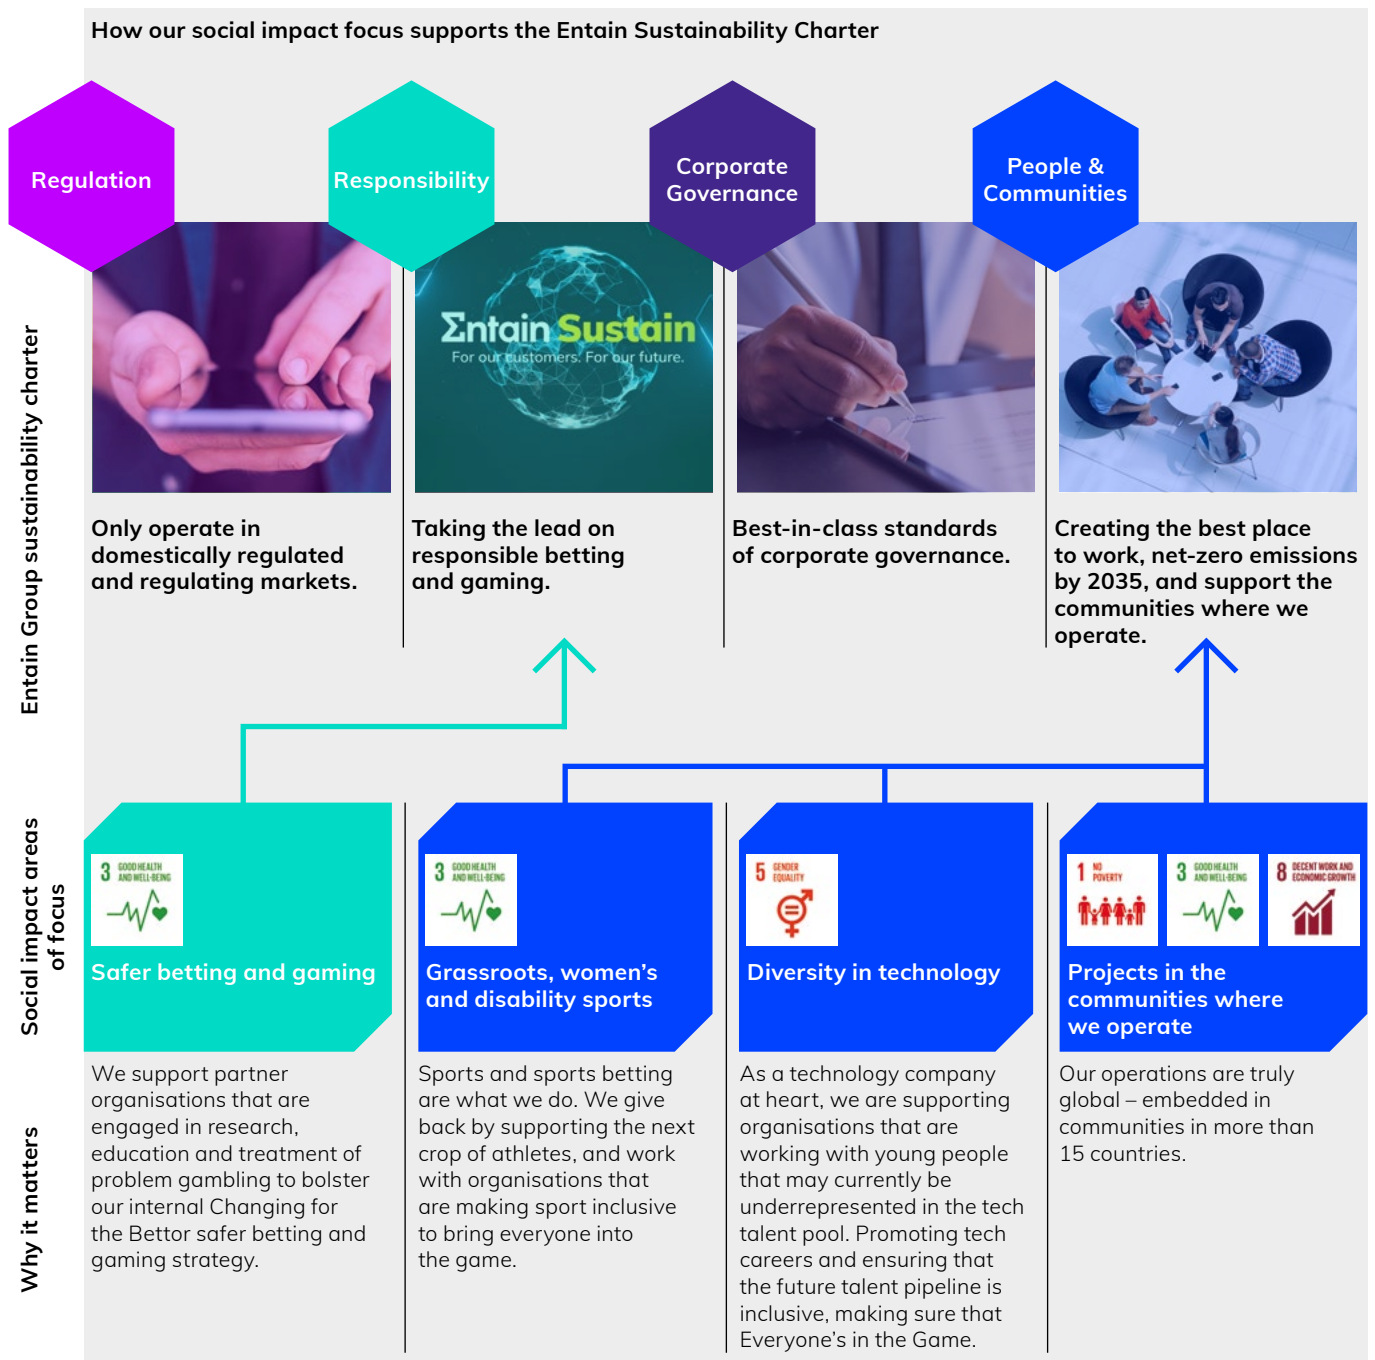 How our social impact focus supports the Entain Sustainability Charter
Regulation
Responsibility
Corporate
Governance
People &
Communities
Entain Group sustainability charter
Σntain Sustain
For our customers. For our future.
Only operate in
domestically regulated
and regulating markets.
Taking the lead on
responsible betting
and gaming.
Best-in-class standards
of corporate governance.
Creating the best place
to work, net-zero emissions
by 2035, and support the
communities where we
operate.
Social impact areas
of focus
3 GOOD HEALTH
AND WELL-BEING
Safer betting and gaming
3 GOOD HEALTH
AND WELL-BEING
Grassroots, women’s
and disability sports
5 GENDER
EQUALITY
Diversity in technology
1 NO
POVERTY
3 GOOD HEALTH
AND WELL-BEING
8 DECENT WORK AND
ECONOMIC GROWTH
Projects in the
communities where
we operate
Why it matters
We support partner
organisations that are
engaged in research,
education and treatment of
problem gambling to bolster
our internal Changing for
the Bettor safer betting and
gaming strategy.
Sports and sports betting
are what we do. We give
back by supporting the next
crop of athletes, and work
with organisations that
are making sport inclusive
to bring everyone into
the game.
As a technology company
at heart, we are supporting
organisations that are
working with young people
that may currently be
underrepresented in the tech
talent pool. Promoting tech
careers and ensuring that
the future talent pipeline is
inclusive, making sure that
Everyone’s in the Game.
Our operations are truly
global – embedded in
communities in more than
15 countries.